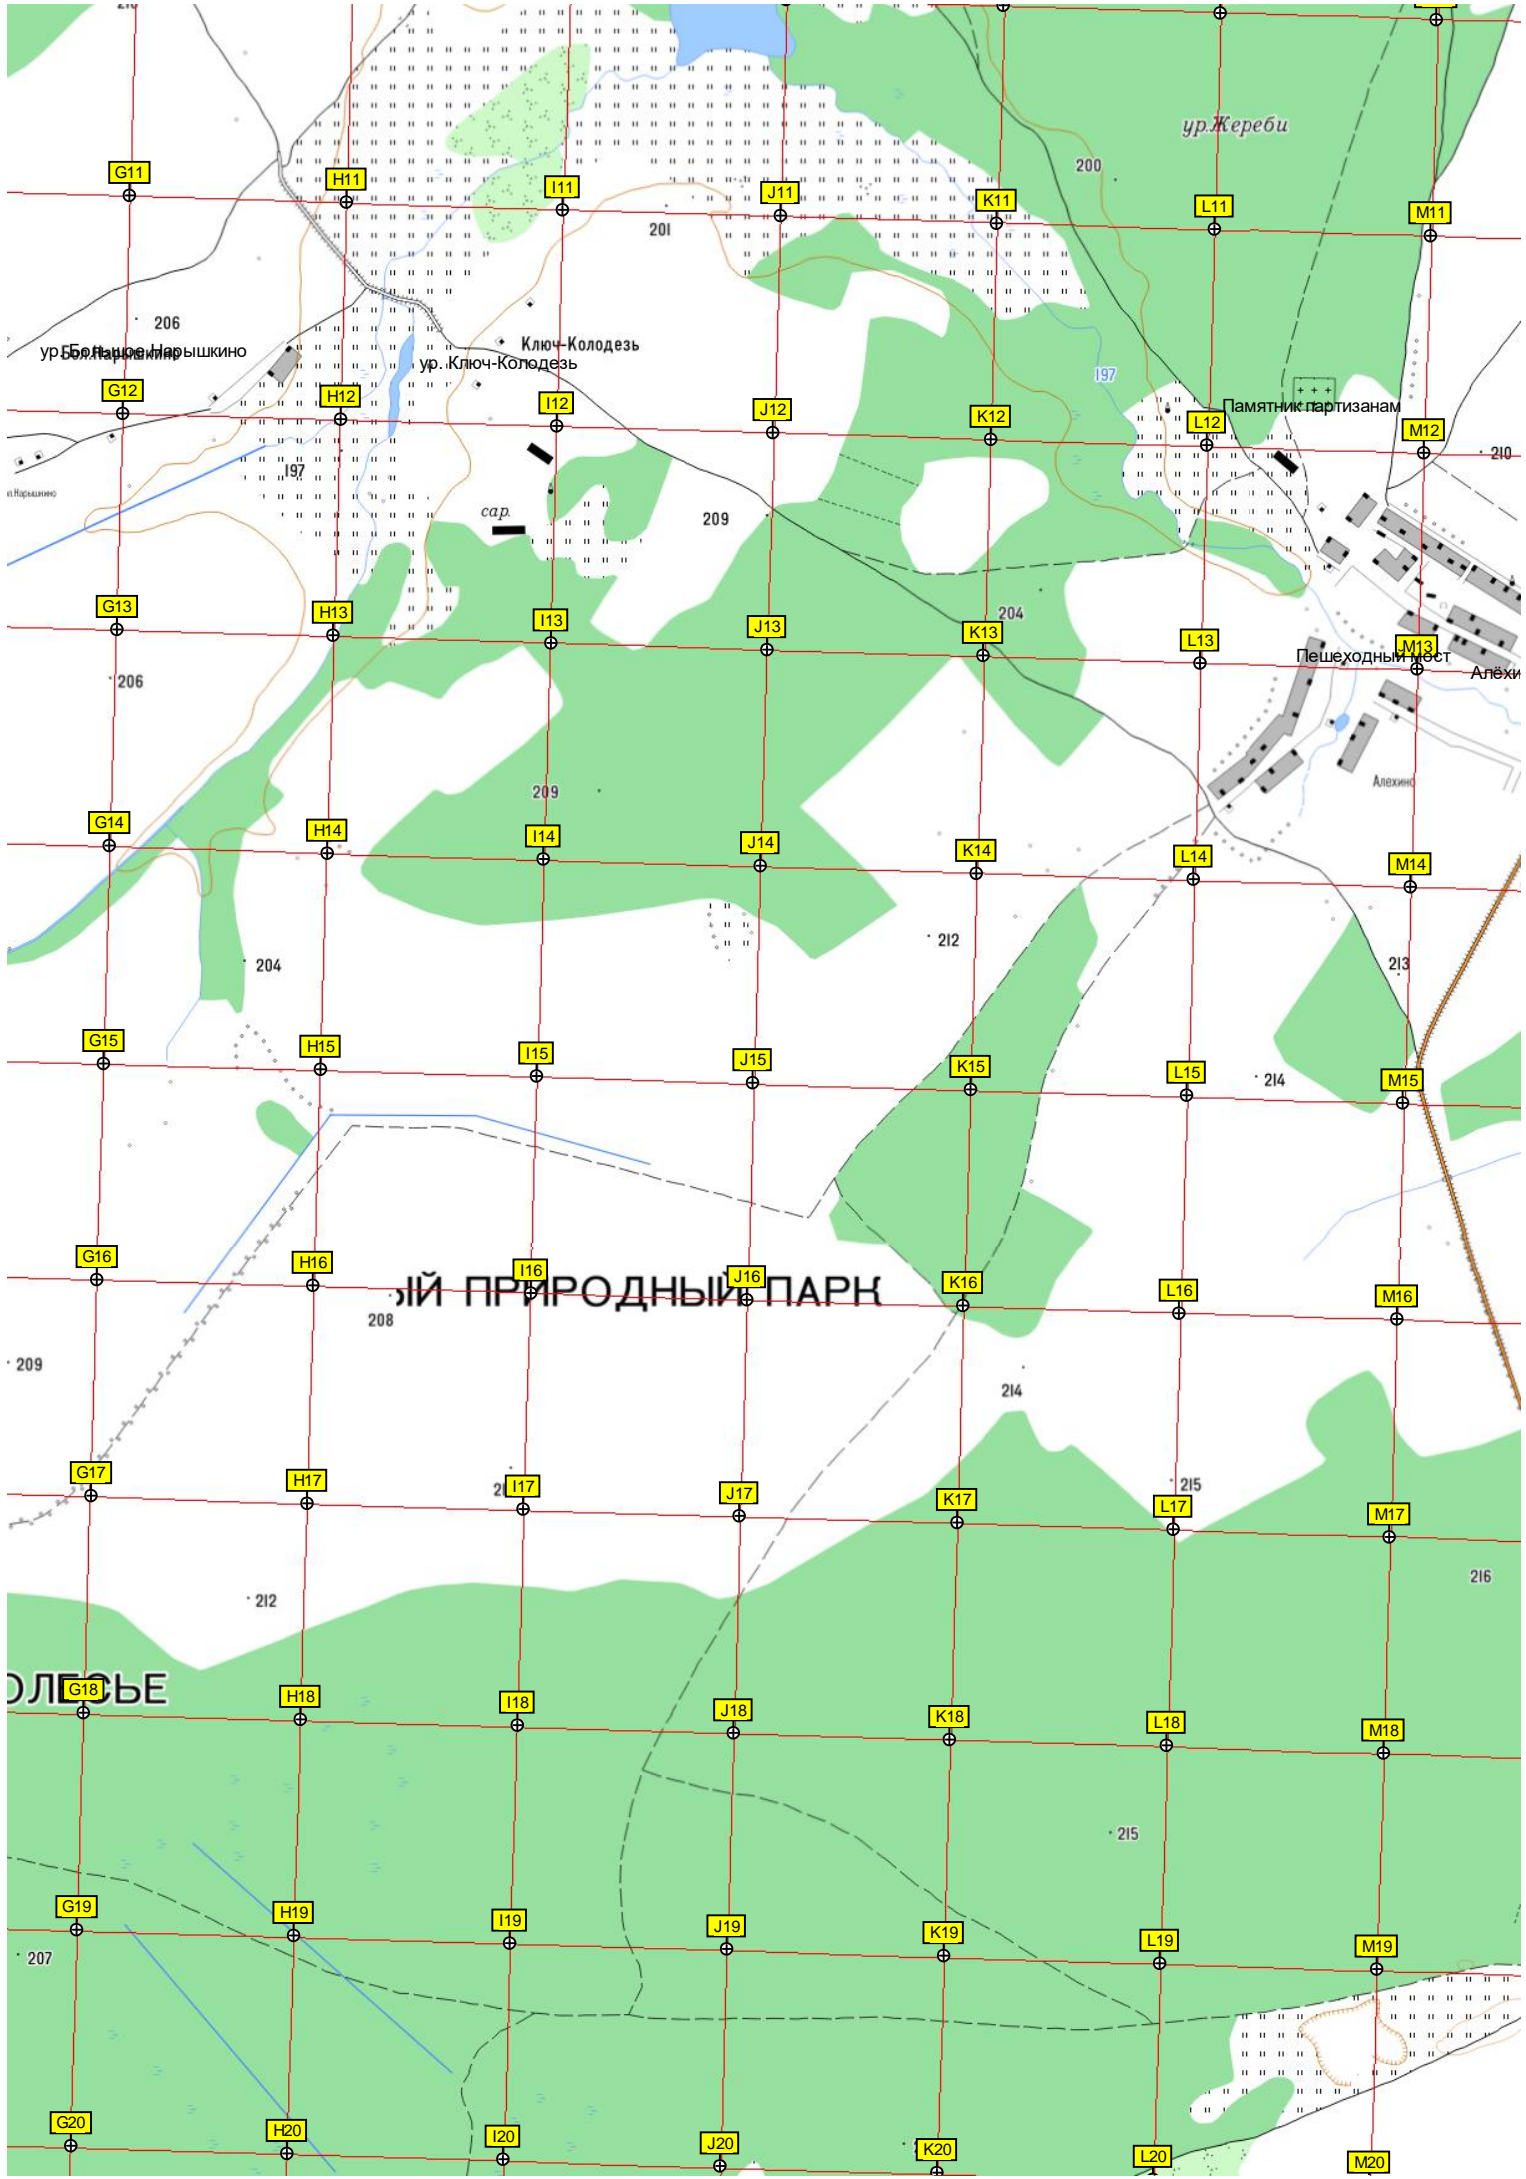 ур.Жереби
200
G11
H11
I11
J11
K11
L11
M11
201
206
ур. Большое Нарышкино
Бол.Нарышкино
Ключ-Колодезь
ур. Ключ-Колодезь
197
G12
H12
I12
J12
K12
L12
M12
Памятник партизанам
210
197
сар.
209
204
G13
H13
I13
J13
K13
L13
M13
Пешеходный мост
206
209
Алехино
G14
H14
I14
J14
K14
L14
M14
212
213
204
G15
H15
I15
J15
K15
L15
M15
214
G16
H16
I16
J16
K16
L16
M16
ЫЙ ПРИРОДНЫЙ ПАРК
208
209
214
G17
H17
I17
J17
K17
L17
M17
215
216
212
ОЛЕСЬЕ
G18
H18
I18
J18
K18
L18
M18
215
G19
H19
I19
J19
K19
L19
M19
207
G20
H20
I20
J20
K20
L20
M20